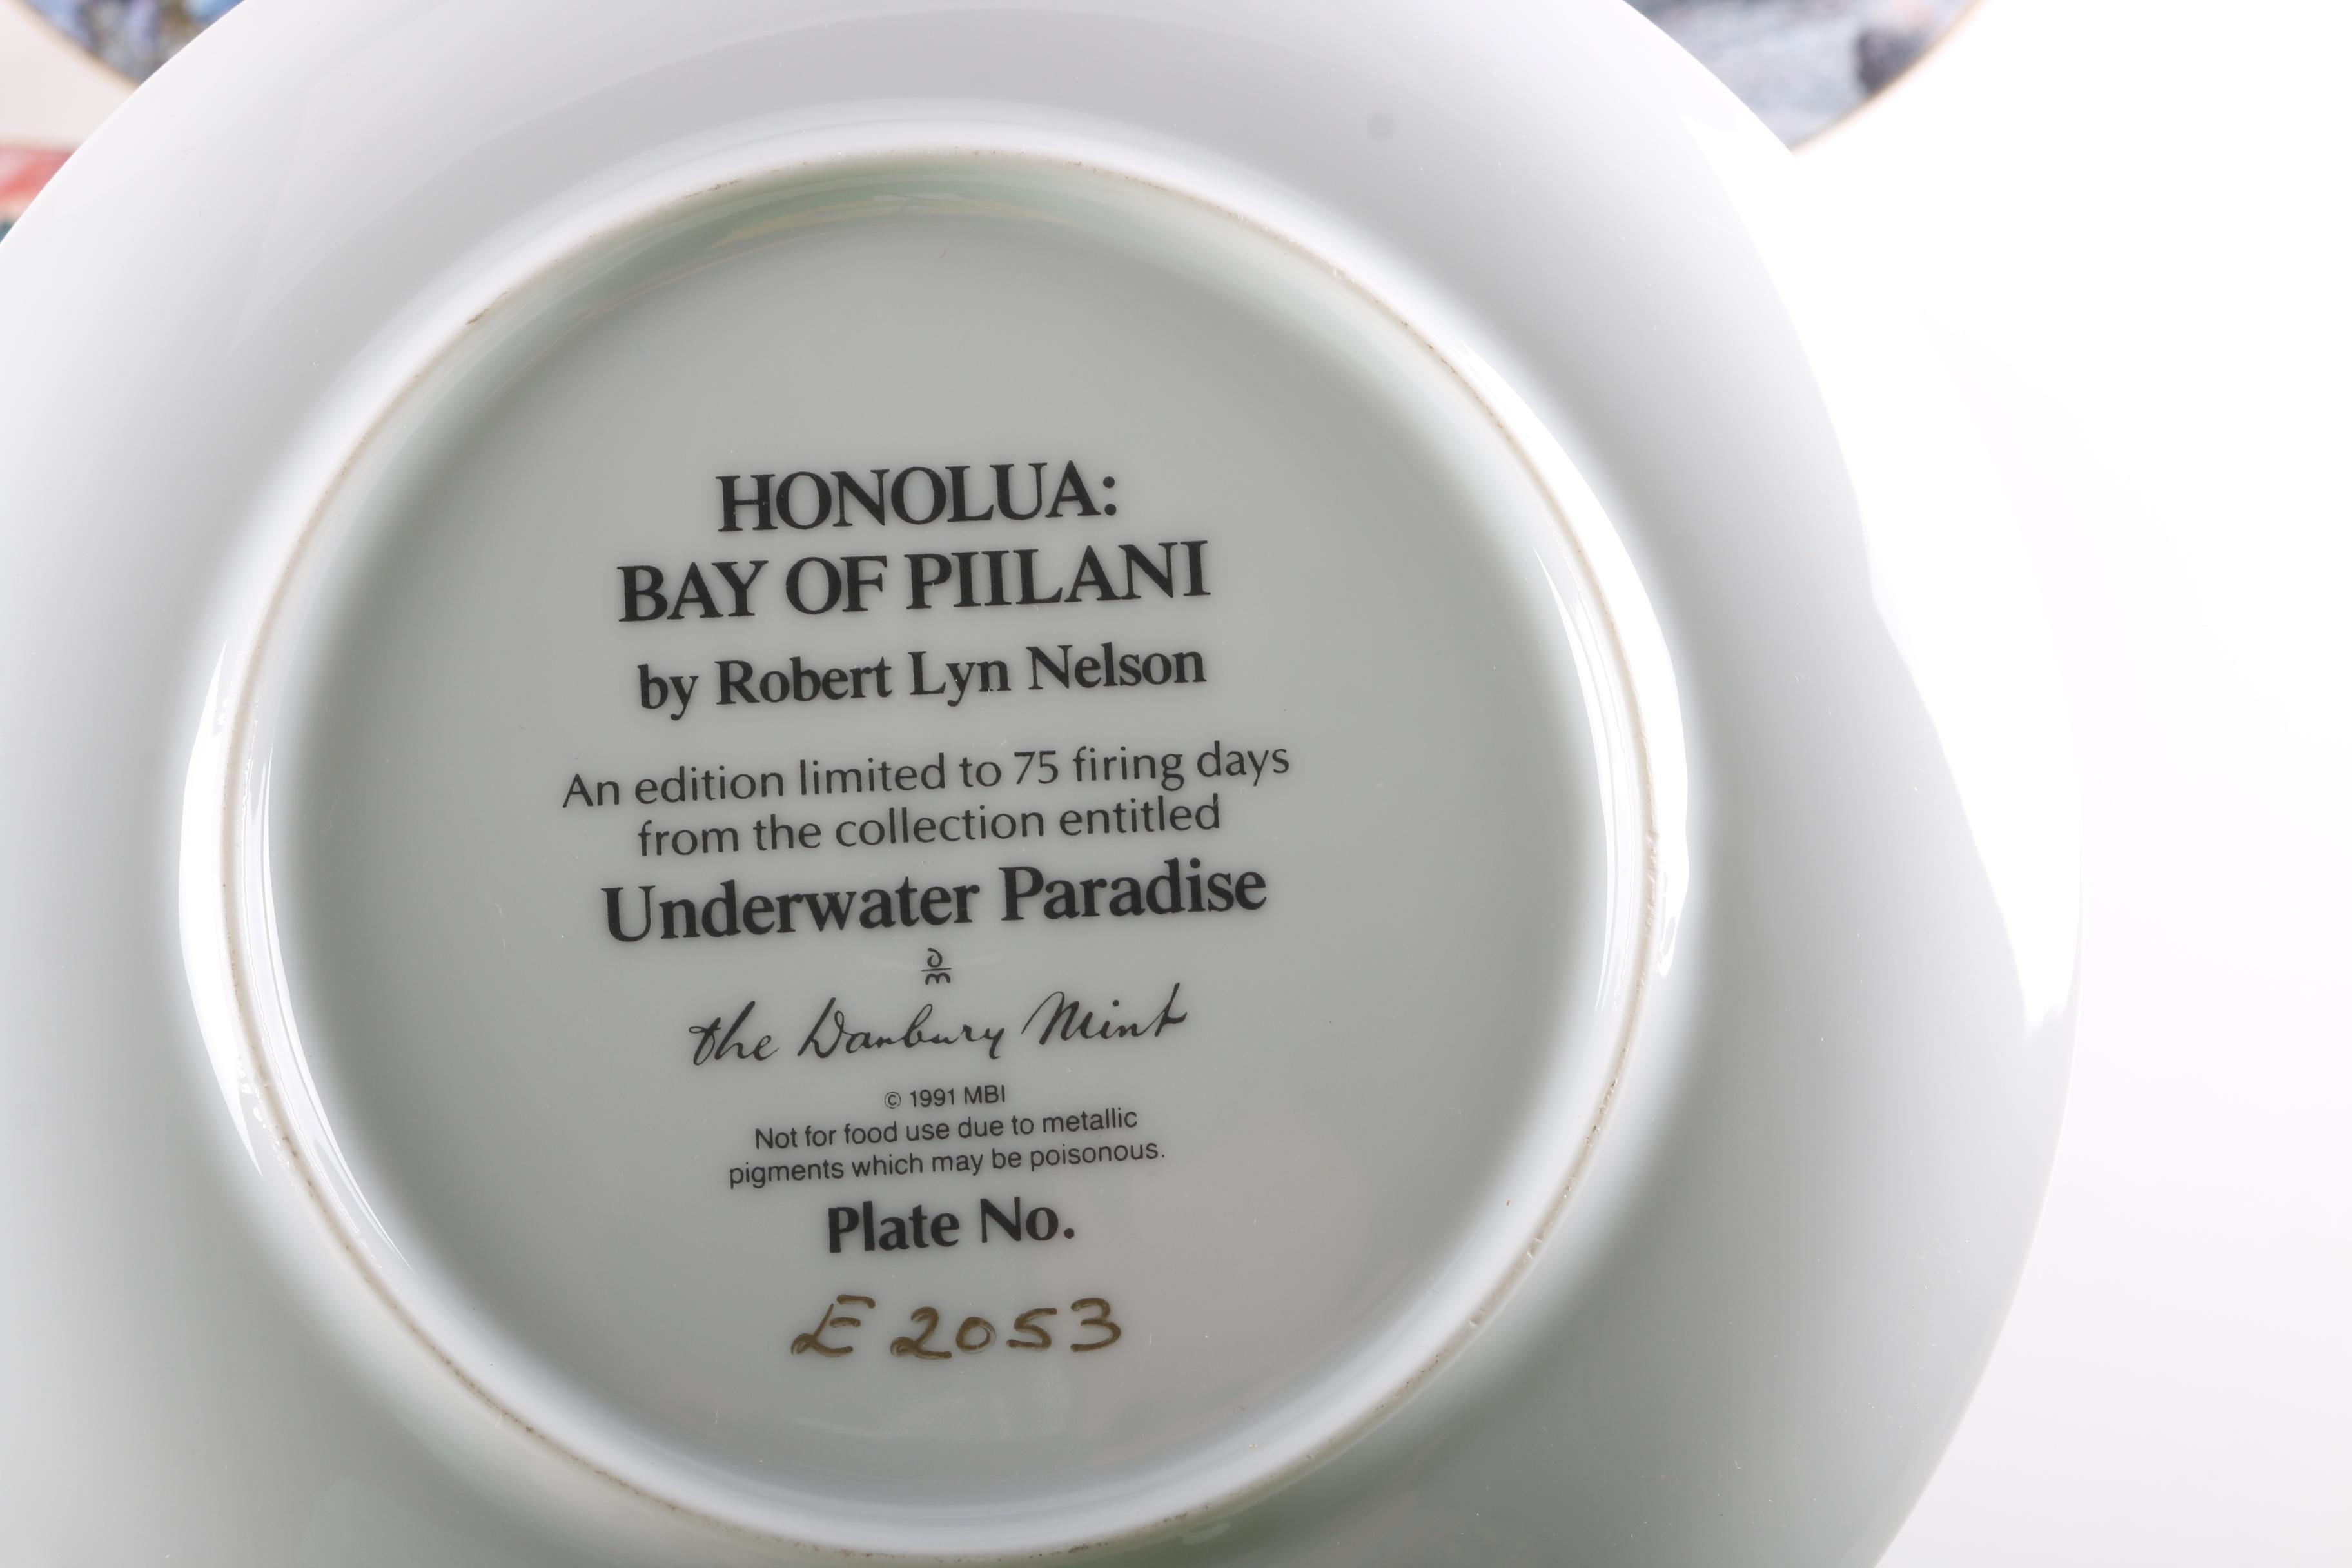 HONOLUA:
BAY OF PIILANI
by Robert Lyn Nelson
An edition limited to 75 firing days
from the collection entitled
Underwater Paradise
dm
the Danbury Mint
© 1991 MBI
Not for food use due to metallic
pigments which may be poisonous.
Plate No.
E2053